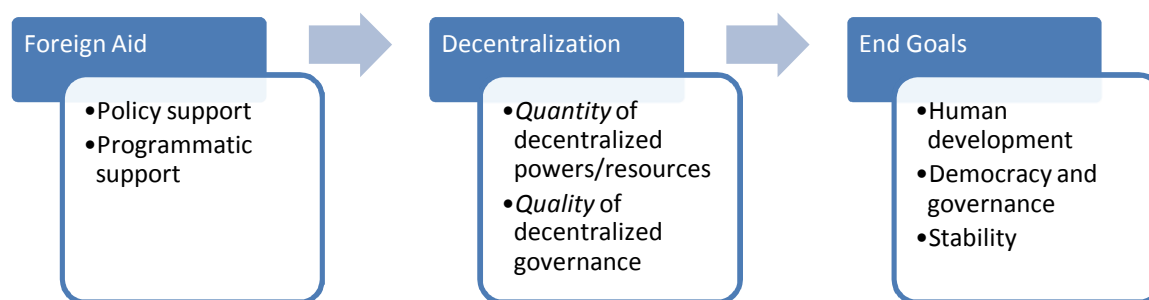 Foreign Aid
•Policy support
•Programmatic
support
Decentralization
•Quantity of
decentralized
powers/resources
•Quality of
decentralized
governance
End Goals
•Human
development
•Democracy and
governance
•Stability